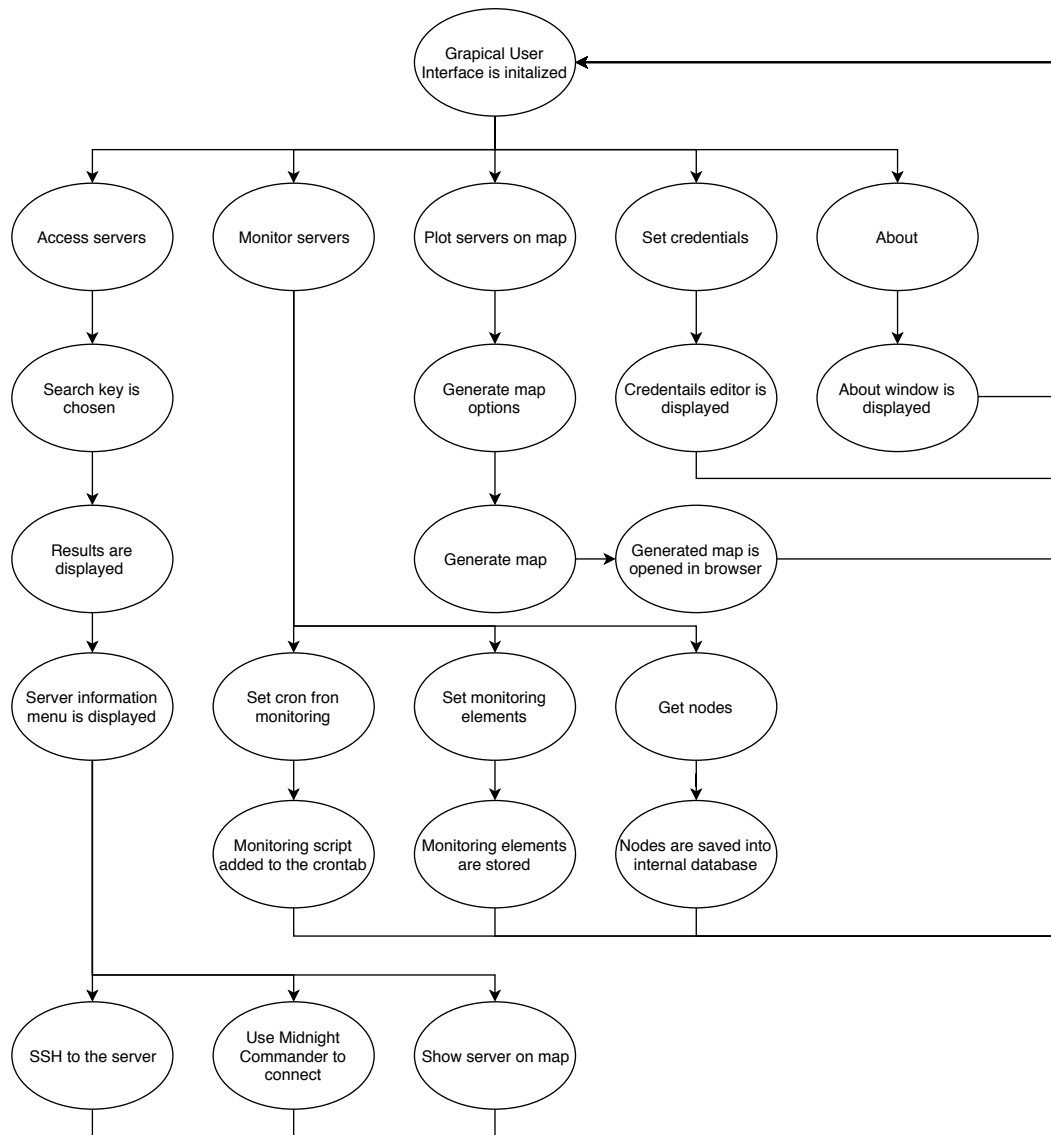 Grapical User
Interface is initalized
Access servers
Monitor servers
Plot servers on map
Set credentials
About
Search key is
chosen
Generate map
options
Credentails editor is
displayed
About window is
displayed
Results are
displayed
Generate map
Generated map is
opened in browser
Server information
menu is displayed
Set cron fron
monitoring
Set monitoring
elements
Get nodes
Monitoring script
added to the crontab
Monitoring elements
are stored
Nodes are saved into
internal database
SSH to the server
Use Midnight
Commander to
connect
Show server on map